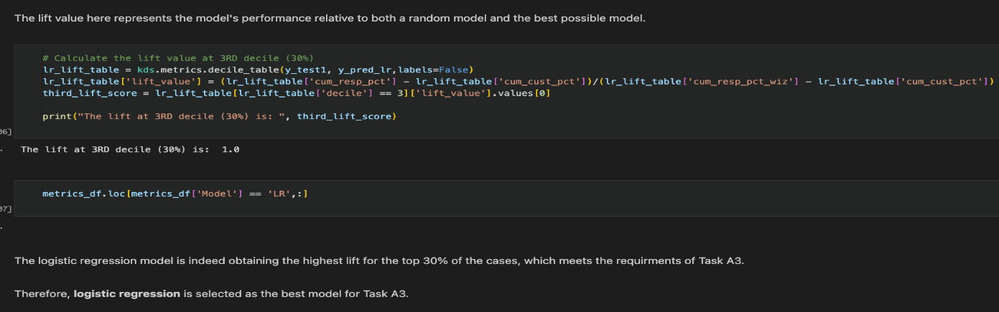 The lift value here represents the model's performance relative to both a random model and the best possible model.
# Calculate the lift value at 3RD decile (30%)
lr_lift_table = kds.metrics.decile_table(y_test1, y_pred_lr,labels=False)
lr_lift_table['lift_value'] = (lr_lift_table['cum_resp_pct'] - lr_lift_table['cum_cust_pct'])/(lr_lift_table['cum_resp_pct_wiz'] - lr_lift_table['cum_cust_pct'])
third_lift_score = lr_lift_table[lr_lift_table['decile'] == 3]['lift_value'].values[0]
print("The lift at 3RD decile (30%) is: ", third_lift_score)
06]
The lift at 3RD decile (30%) is:  1.0
metrics_df.loc[metrics_df['Model'] == 'LR',:]
07]
The logistic regression model is indeed obtaining the highest lift for the top 30% of the cases, which meets the requirments of Task A3.
Therefore, logistic regression is selected as the best model for Task A3.